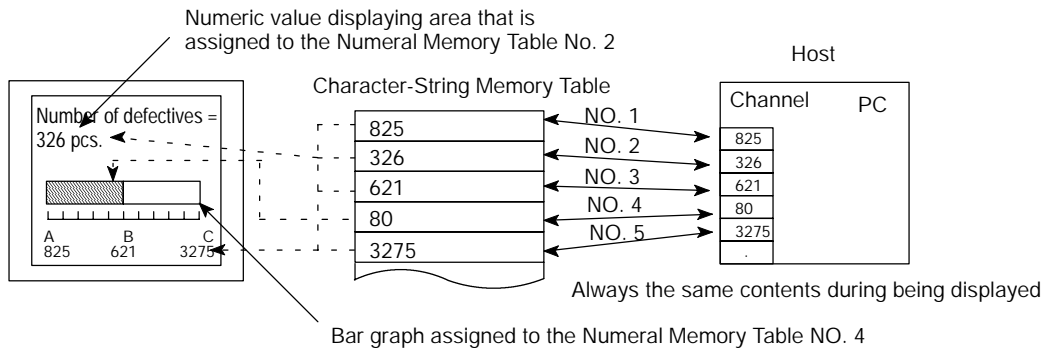 Numeric value displaying area that is
assigned to the Numeral Memory Table No. 2
Host
Character-String Memory Table
Number of defectives =
326 pcs.
A B C
825 621 3275
825
326
621
80
3275
NO. 1
NO. 2
NO. 3
NO. 4
NO. 5
Channel PC
825
326
621
80
3275
.
Always the same contents during being displayed
Bar graph assigned to the Numeral Memory Table NO. 4